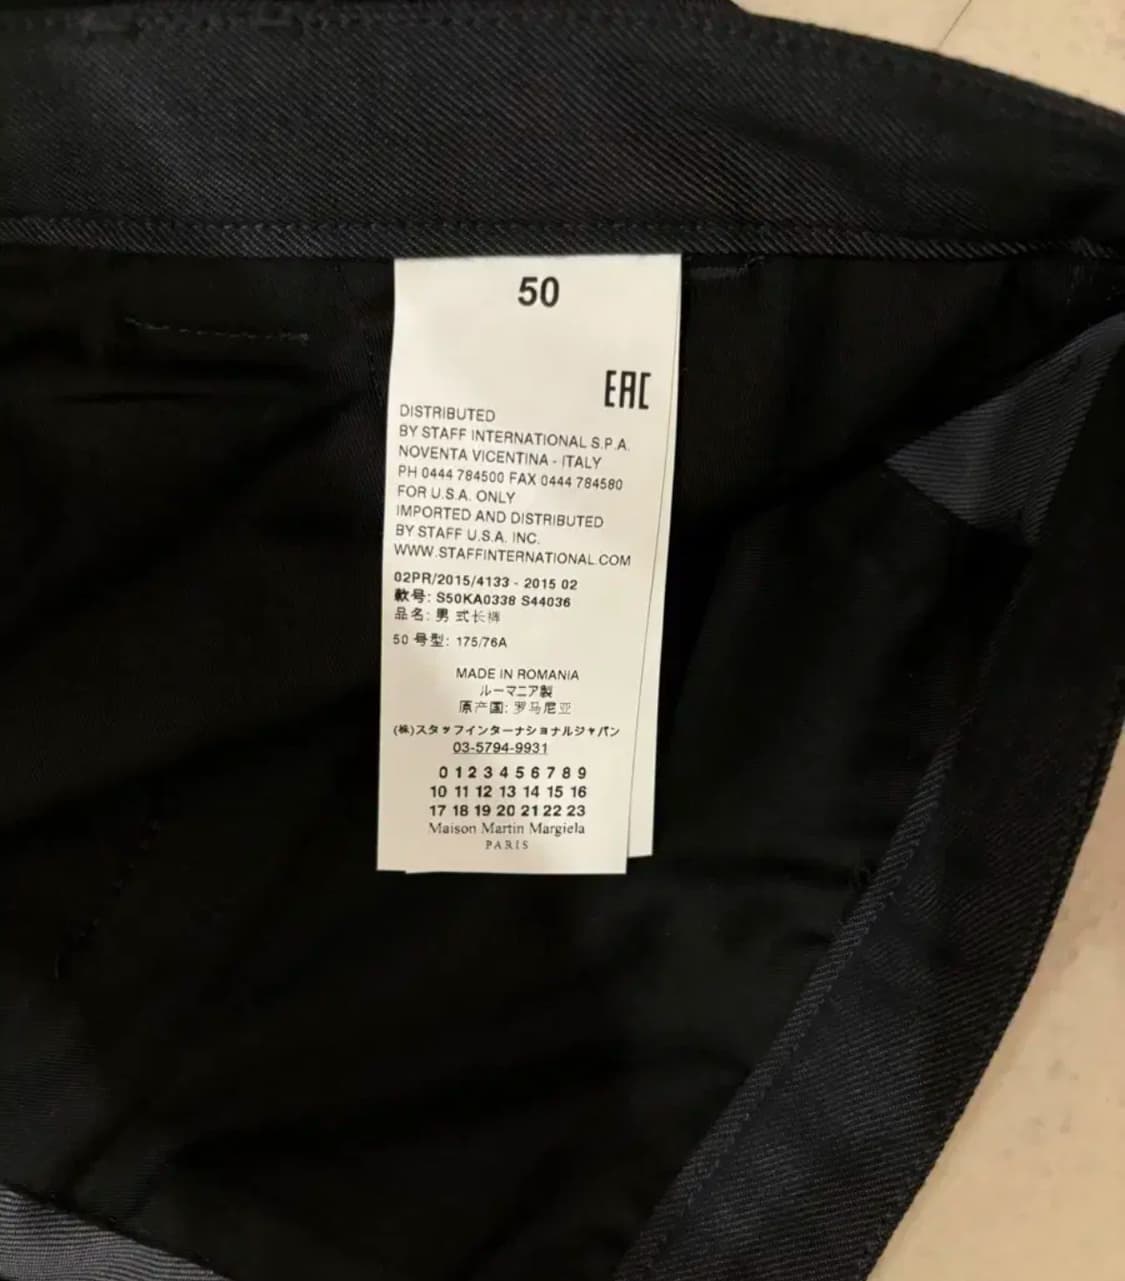 50
EAC
DISTRIBUTED
BY STAFF INTERNATIONAL S.P.A.
NOVENTA VICENTINA - ITALY
PH 0444 784500 FAX 0444 784580
FOR U.S.A. ONLY
IMPORTED AND DISTRIBUTED
BY STAFF U.S.A. INC.
WWW.STAFFINTERNATIONAL.COM
02PR/2015/4133 - 2015 02
款号: S50KA0338 S44036
品名: 男 式长裤
50 号型: 175/76A
MADE IN ROMANIA
ルーマニア製
原产国: 罗马尼亚
(株)スタッフインターナショナルジャパン
03-5794-9931
0 1 2 3 4 5 6 7 8 9
10 11 12 13 14 15 16
17 18 19 20 21 22 23
Maison Martin Margiela
PARIS